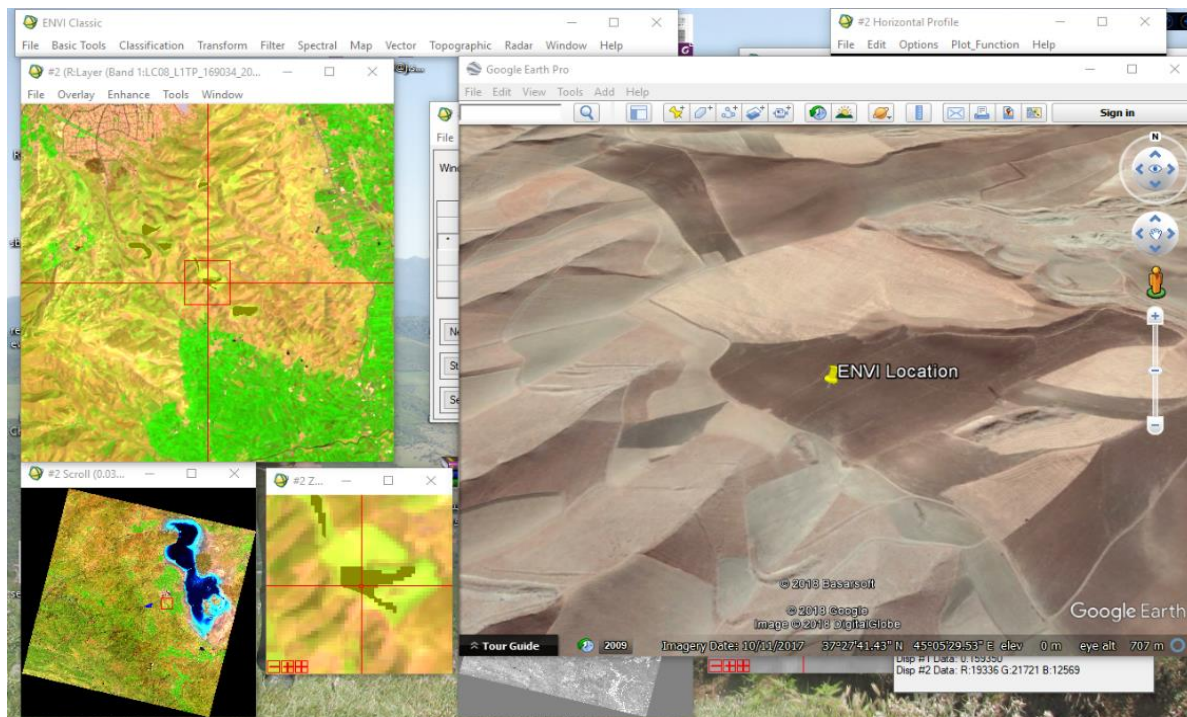 ENVI Classic
File Basic Tools Classification Transform Filter Spectral Map Vector Topographic Radar Window Help
#2 Horizontal Profile
File Edit Options Plot_Function Help
#2 (R:Layer (Band 1:LC08_L1TP_169034_20...
File Overlay Enhance Tools Window
File
Google Earth Pro
File Edit View Tools Add Help
Sign in
N
ENVI Location
© 2018 Basarsoft
© 2018 Google
Image © 2018 DigitalGlobe
Google Earth
Tour Guide 2009 Imagery Date: 10/11/2017 37°27'41.43" N 45°05'29.53" E elev 0 m eye alt 707 m
#2 Scroll (0.03...
#2 Z...
Disp #2 Data: R:19336 G:21721 B:12569